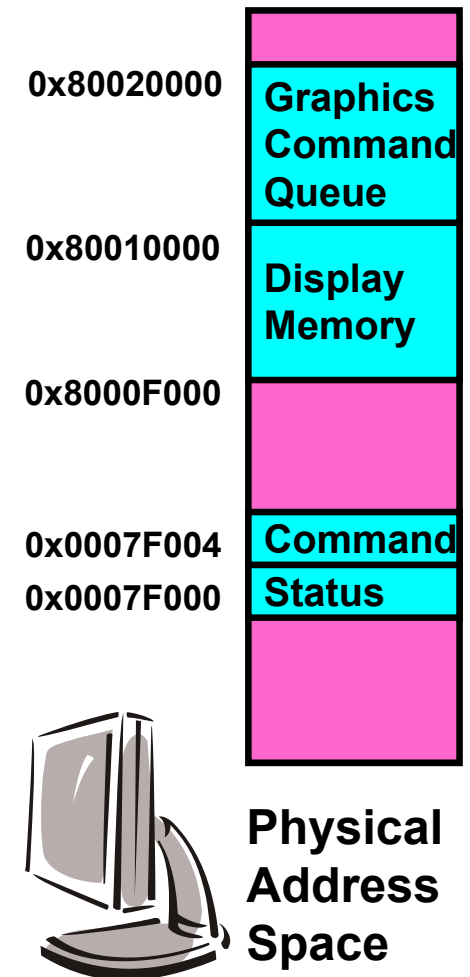 0x80020000
Graphics
Command
Queue
0x80010000
Display
Memory
0x8000F000
0x0007F004
Command
0x0007F000
Status
Physical
Address
Space